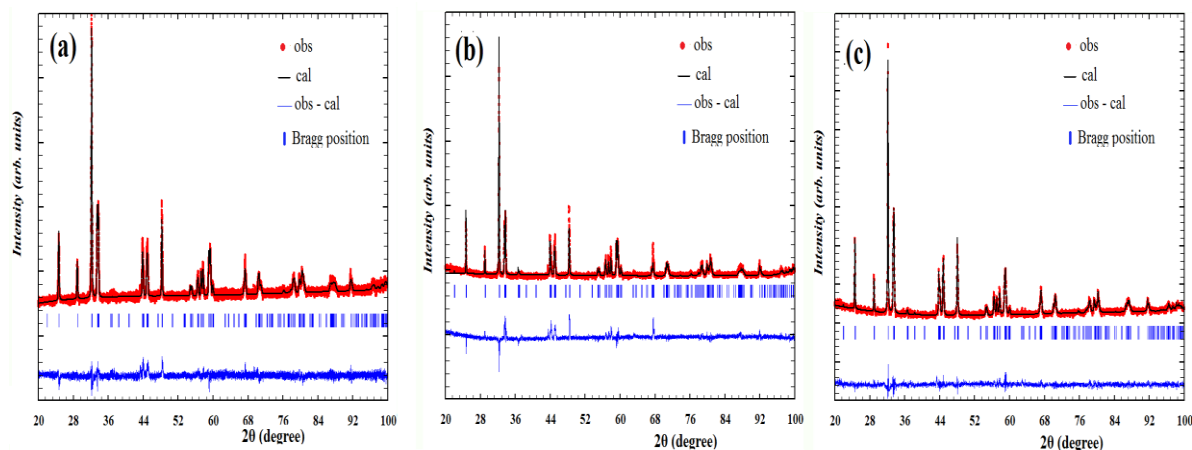 (a)
obs
cal
obs - cal
Bragg position
Intensity (arb. units)
20 28 36 44 52 60 68 76 84 92 100
2θ (degree)
(b)
obs
cal
obs - cal
Bragg position
Intensity (arb. units)
20 28 36 44 52 60 68 76 84 92 100
2θ (degree)
(c)
obs
cal
obs - cal
Bragg position
Intensity (arb. units)
20 28 36 44 52 60 68 76 84 92 100
2θ (degree)